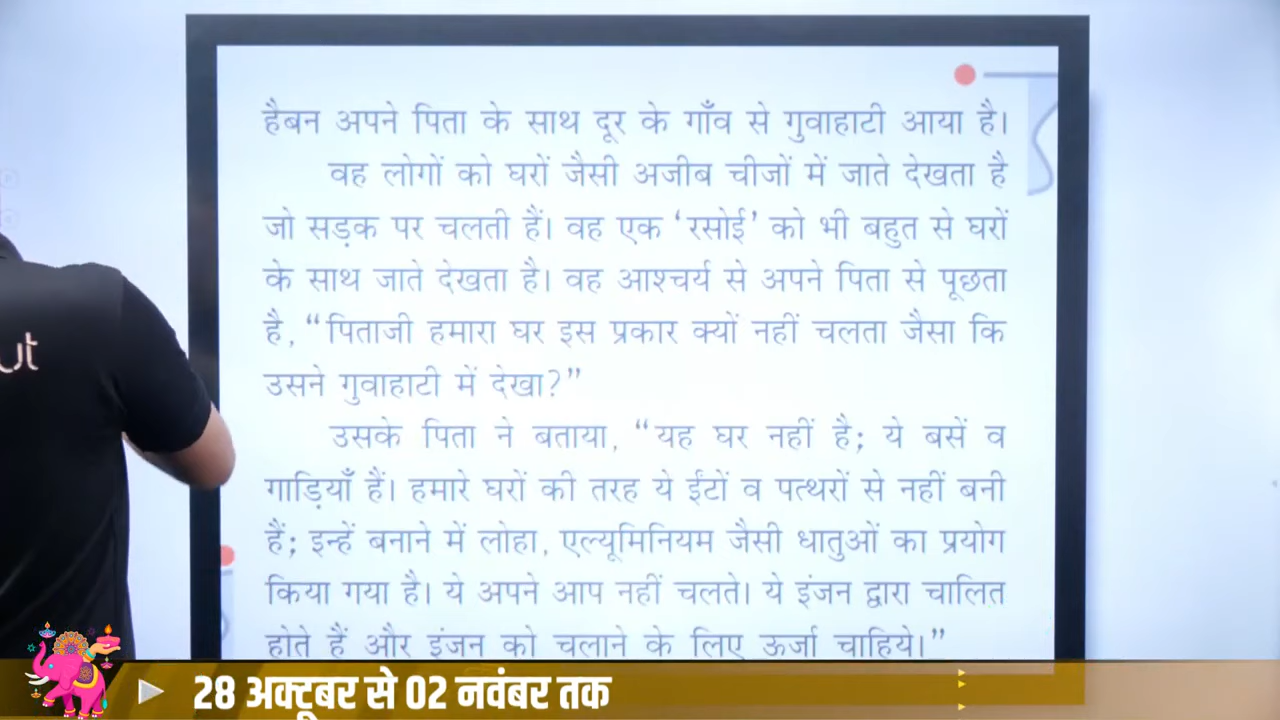 हैबन अपने पिता के साथ दूर के गाँव से गुवाहाटी आया है।
वह लोगों को घरों जैसी अजीब चीजों में जाते देखता है
जो सड़क पर चलती हैं। वह एक ‘रसोई’ को भी बहुत से घरों
के साथ जाते देखता है। वह आश्चर्य से अपने पिता से पूछता
है, “पिताजी हमारा घर इस प्रकार क्यों नहीं चलता जैसा कि
उसने गुवाहाटी में देखा?”
उसके पिता ने बताया, “यह घर नहीं है; ये बसें व
गाड़ियाँ हैं। हमारे घरों की तरह ये ईंटों व पत्थरों से नहीं बनी
हैं; इन्हें बनाने में लोहा, एल्यूमिनियम जैसी धातुओं का प्रयोग
किया गया है। ये अपने आप नहीं चलते। ये इंजन द्वारा चालित
होते हैं और इंजन को चलाने के लिए ऊर्जा चाहिये।”
ut
28 अक्टूबर से 02 नवंबर तक